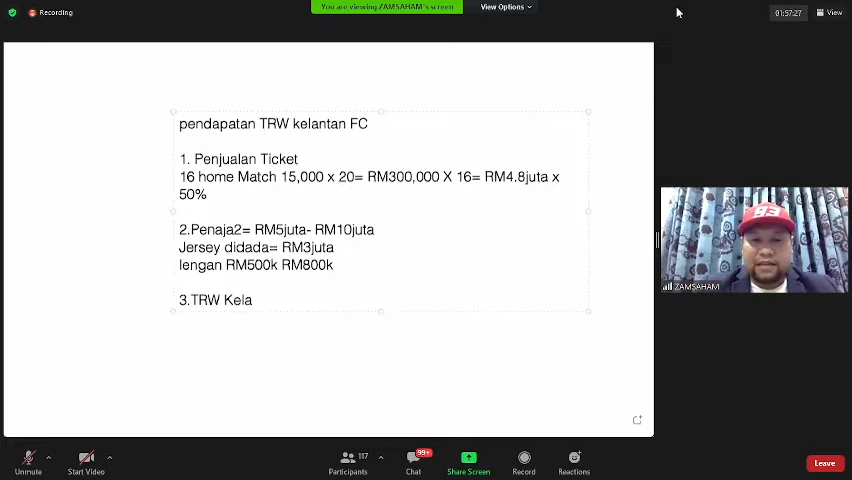 Recording
You are viewing ZAMSAHAM's screen
View Options
01:57:27
View
pendapatan TRW kelantan FC
1. Penjualan Ticket
16 home Match 15,000 x 20= RM300,000 X 16= RM4.8juta x
50%
2.Penaja2= RM5juta- RM10juta
Jersey didada= RM3juta
lengan RM500k RM800k
3.TRW Kela
93
ZAMSAHAM
Unmute
Start Video
117
Participants
99+
Chat
Share Screen
Record
Reactions
Leave